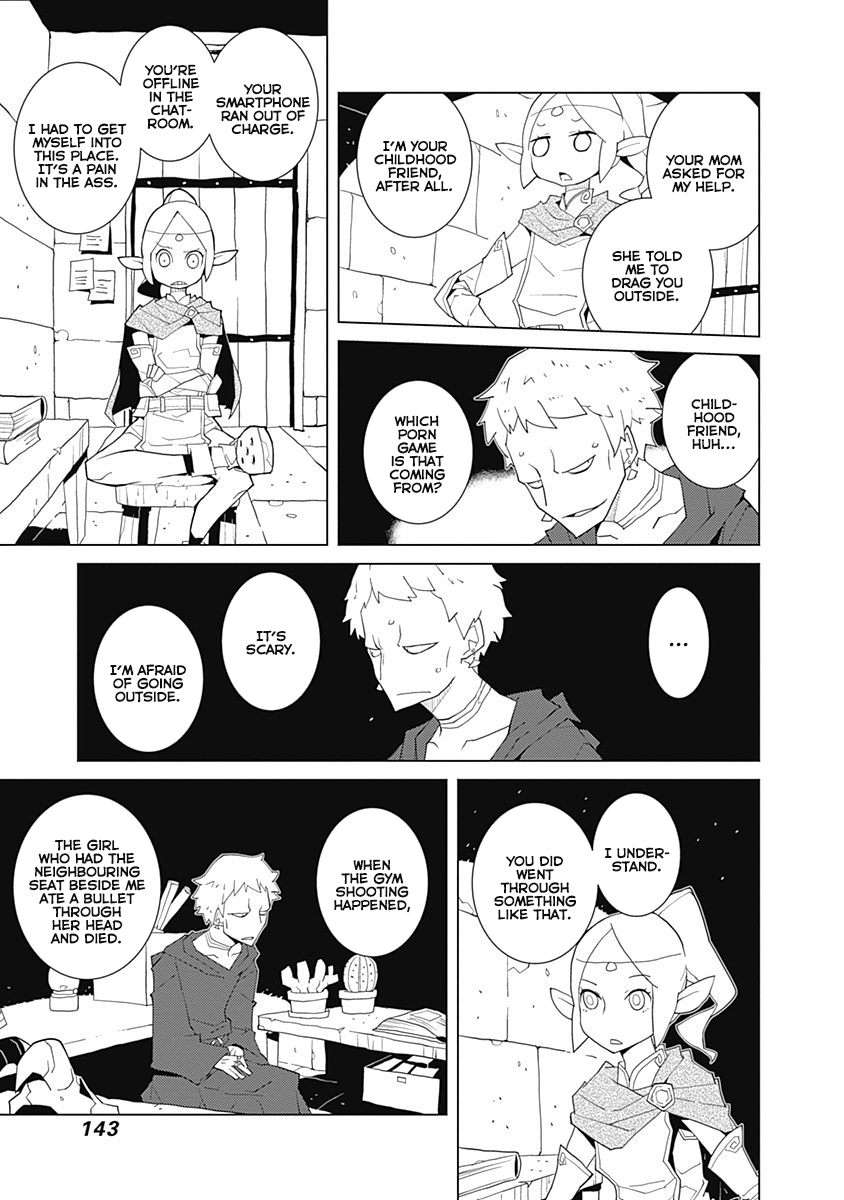 YOUR MOM
ASKED FOR
MY HELP.
SHE TOLD
ME TO
DRAG YOU
OUTSIDE.
I'M YOUR
CHILDHOOD
FRIEND,
AFTER ALL.
YOUR
SMARTPHONE
RAN OUT OF
CHARGE.
YOU'RE
OFFLINE
IN THE
CHAT-
ROOM.
I HAD TO GET
MYSELF INTO
THIS PLACE.
IT'S A PAIN
IN THE ASS.
CHILD-
HOOD
FRIEND,
HUH...
WHICH
PORN
GAME
IS THAT
COMING
FROM?
...
IT'S
SCARY.
I'M AFRAID
OF GOING
OUTSIDE.
I UNDER-
STAND.
YOU DID
WENT
THROUGH
SOMETHING
LIKE THAT.
WHEN
THE GYM
SHOOTING
HAPPENED,
THE GIRL
WHO HAD THE
NEIGHBOURING
SEAT BESIDE ME
ATE A BULLET
THROUGH
HER HEAD
AND DIED.
143